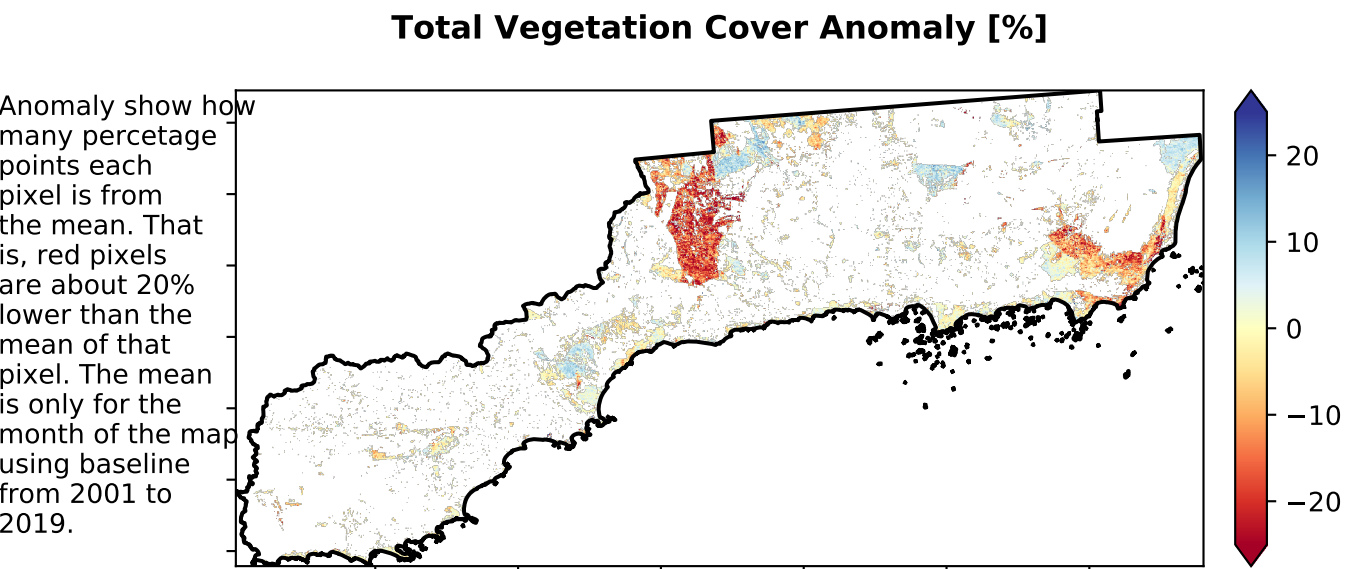 Total Vegetation Cover Anomaly [%]
Anomaly show how
many percetage
points each
pixel is from
the mean. That
is, red pixels
are about 20%
lower than the
mean of that
pixel. The mean
is only for the
month of the map
using baseline
from 2001 to
2019.
20
10
0
−10
−20